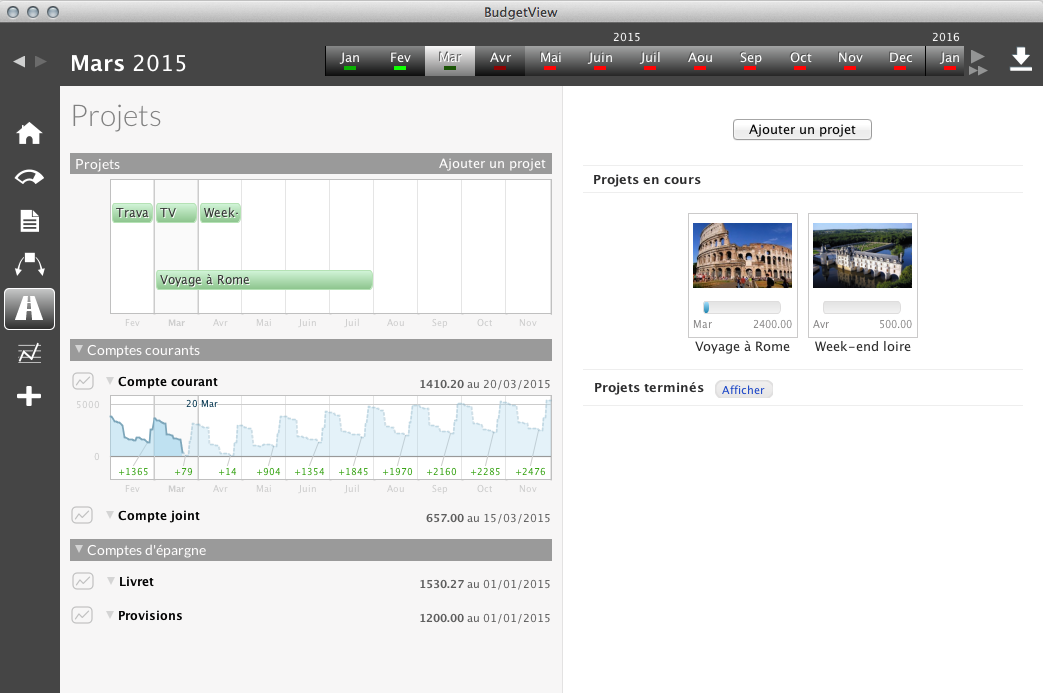 BudgetView
Mars 2015
2015
2016
Jan Fev Mar Avr Mai Juin Juil Aou Sep Oct Nov Dec Jan
Projets
Projets Ajouter un projet
Trava TV Week-
Voyage à Rome
Fev Mar Avr Mai Juin Juil Aou Sep Oct Nov
Comptes courants
Compte courant 1410.20 au 20/03/2015
5000
20 Mar
0
+1365 +79 +14 +904 +1354 +1845 +1970 +2160 +2285 +2476
Fev Mar Avr Mai Juin Juil Aou Sep Oct Nov
Compte joint 657.00 au 15/03/2015
Comptes d'épargne
Livret 1530.27 au 01/01/2015
Provisions 1200.00 au 01/01/2015
Ajouter un projet
Projets en cours
Mar 2400.00
Voyage à Rome
Avr 500.00
Week-end loire
Projets terminés Afficher